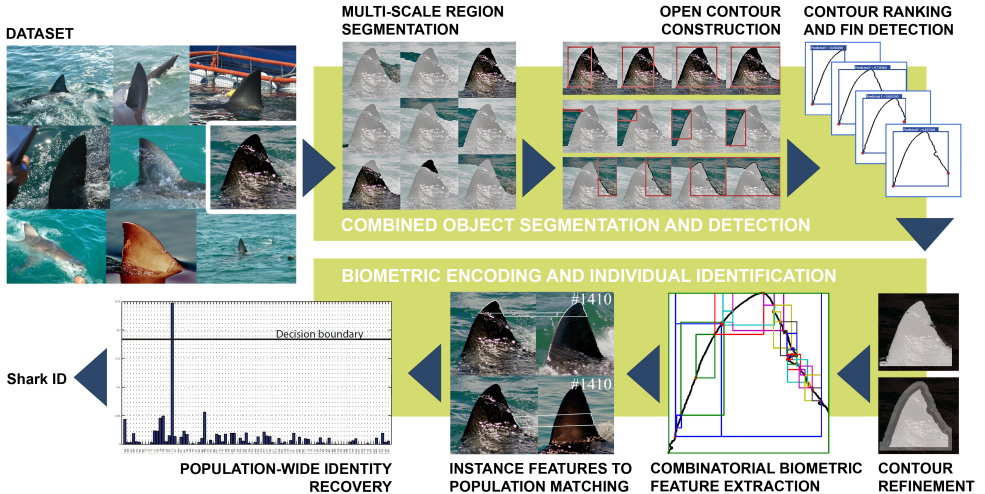 DATASET
MULTI-SCALE REGION
SEGMENTATION
OPEN CONTOUR
CONSTRUCTION
CONTOUR RANKING
AND FIN DETECTION
COMBINED OBJECT SEGMENTATION AND DETECTION
BIOMETRIC ENCODING AND INDIVIDUAL IDENTIFICATION
#1410
#1410
Decision boundary
Shark ID
POPULATION-WIDE IDENTITY
RECOVERY
INSTANCE FEATURES TO
POPULATION MATCHING
COMBINATORIAL BIOMETRIC
FEATURE EXTRACTION
CONTOUR
REFINEMENT